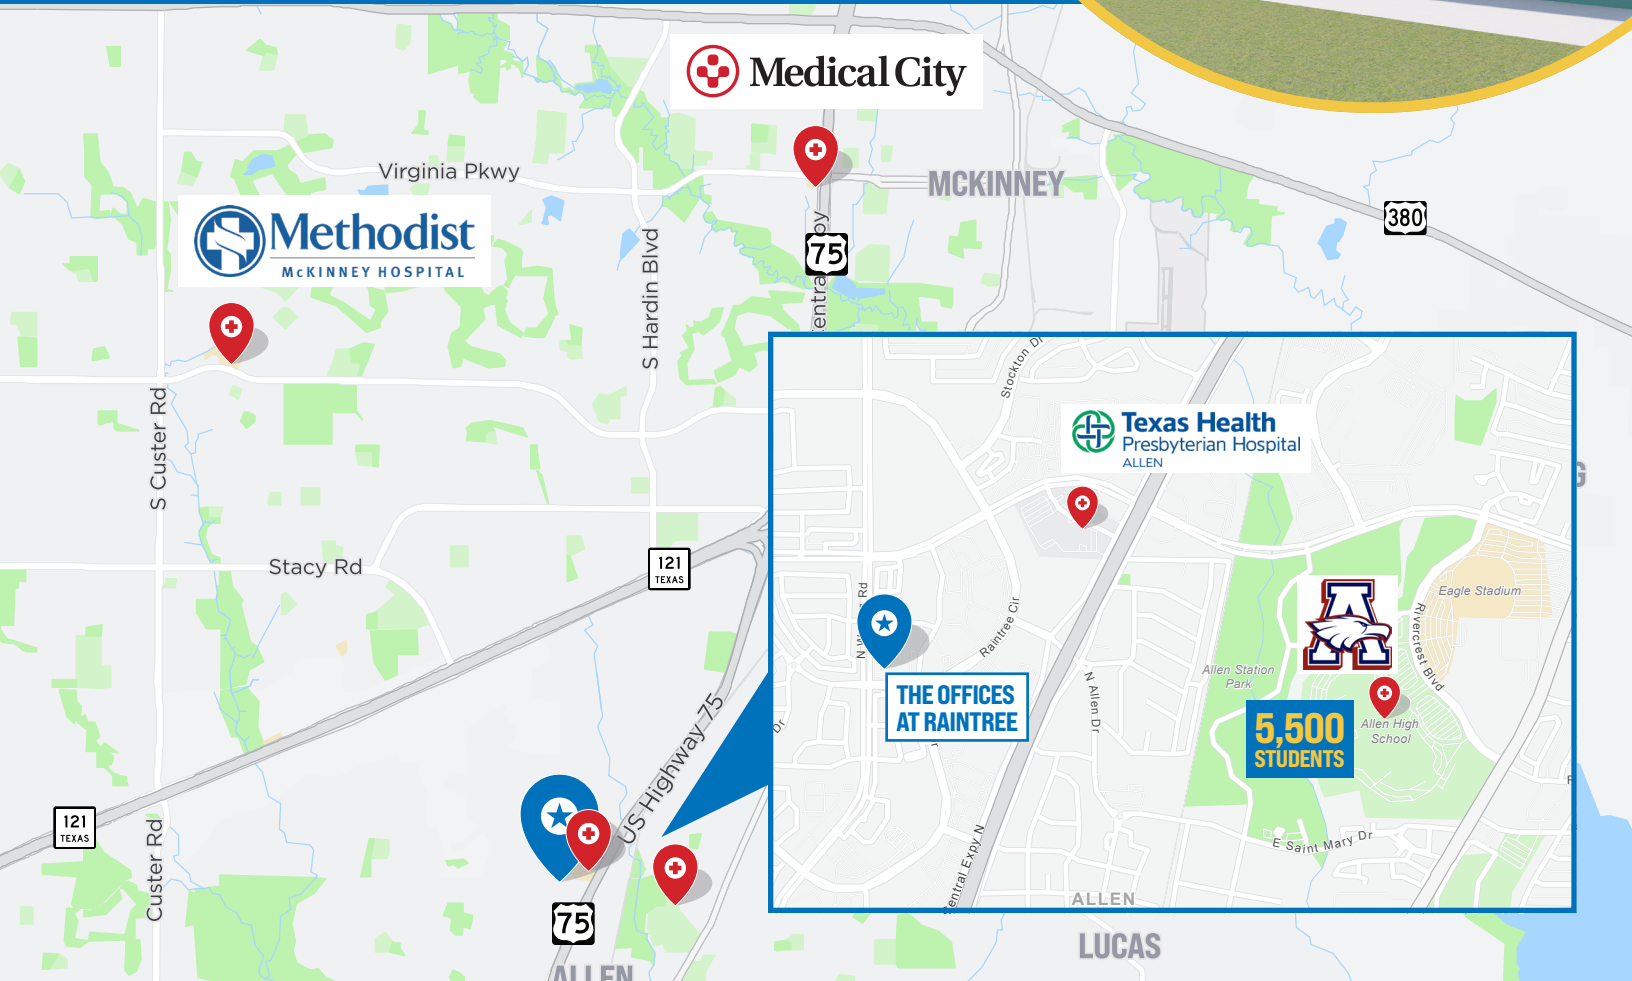 Medical City
Virginia Pkwy
MCKINNEY
Methodist
McKINNEY HOSPITAL
380
75
S Hardin Blvd
S Custer Rd
Stockton Dr
Texas Health
Presbyterian Hospital
ALLEN
Stacy Rd
121
TEXAS
Eagle Stadium
Rivercrest Blvd
Raintree Cir
Allen Station
Park
THE OFFICES
AT RAINTREE
N Allen Dr
Dr
5,500
STUDENTS
Allen High
School
US Highway 75
121
TEXAS
Custer Rd
E Saint Mary Dr
Central Expy N
ALLEN
75
LUCAS
ALLEN